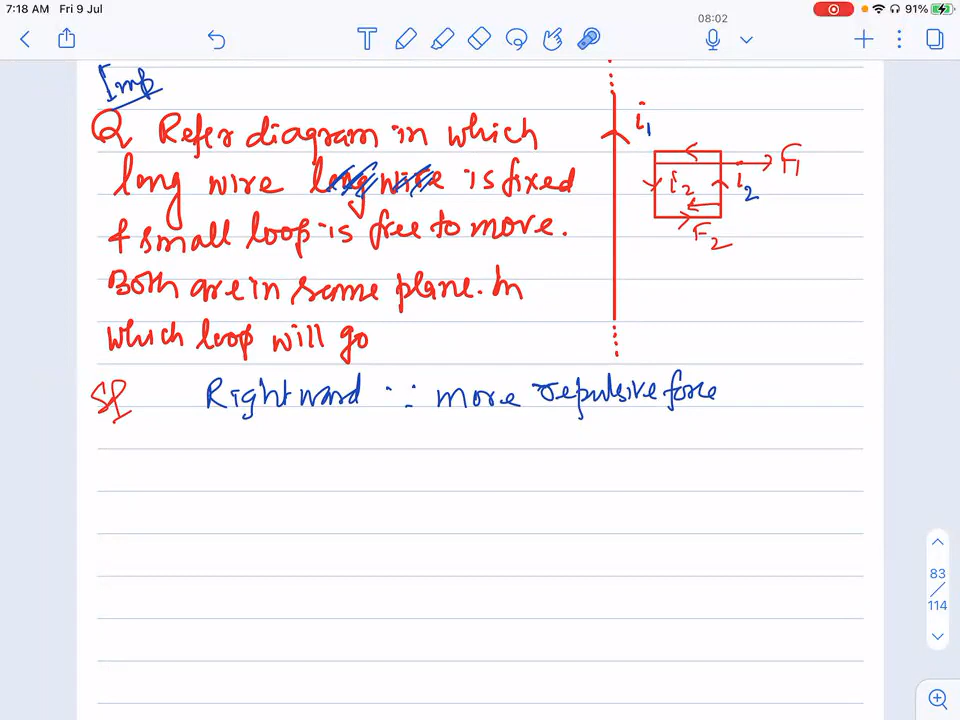 7:18 AM Fri 9 Jul
91%
08:02
T
Imp
Q Refer diagram in which
long wire long wire is fixed
& small loop is free to move.
Both are in same plane. In
which loop will go
i1
F1
i2
i2
F2
Sol Rightward ∵ more repulsive force
83
/
114